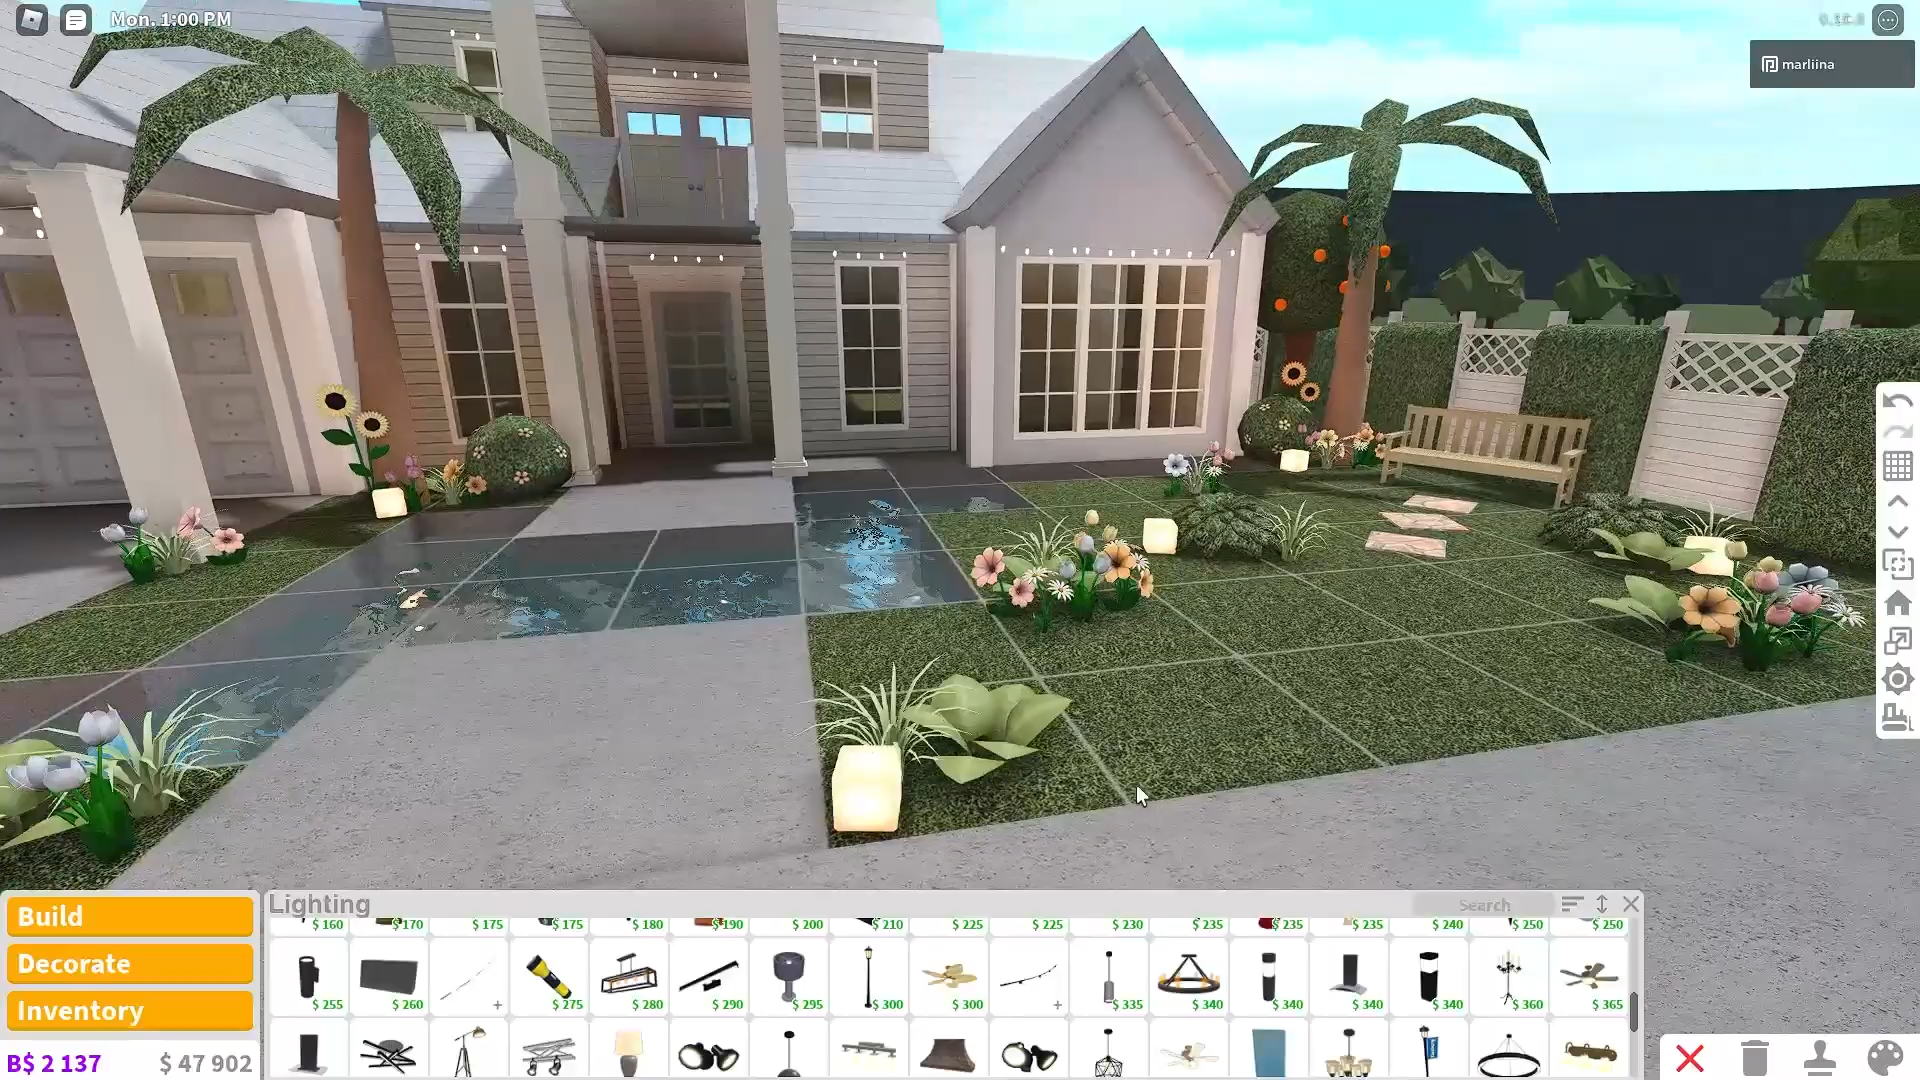 Mon. 1:00 PM
marliina
Build
Decorate
Inventory
B$ 2 137
$ 47 902
Lighting
Search
$ 160 $ 170 $ 175 $ 175 $ 180 $ 190 $ 200 $ 210 $ 225 $ 225 $ 230 $ 235 $ 235 $ 235 $ 240 $ 250 $ 250
$ 255 $ 260 + $ 275 $ 280 $ 290 $ 295 $ 300 $ 300 + $ 335 $ 340 $ 340 $ 340 $ 340 $ 360 $ 365